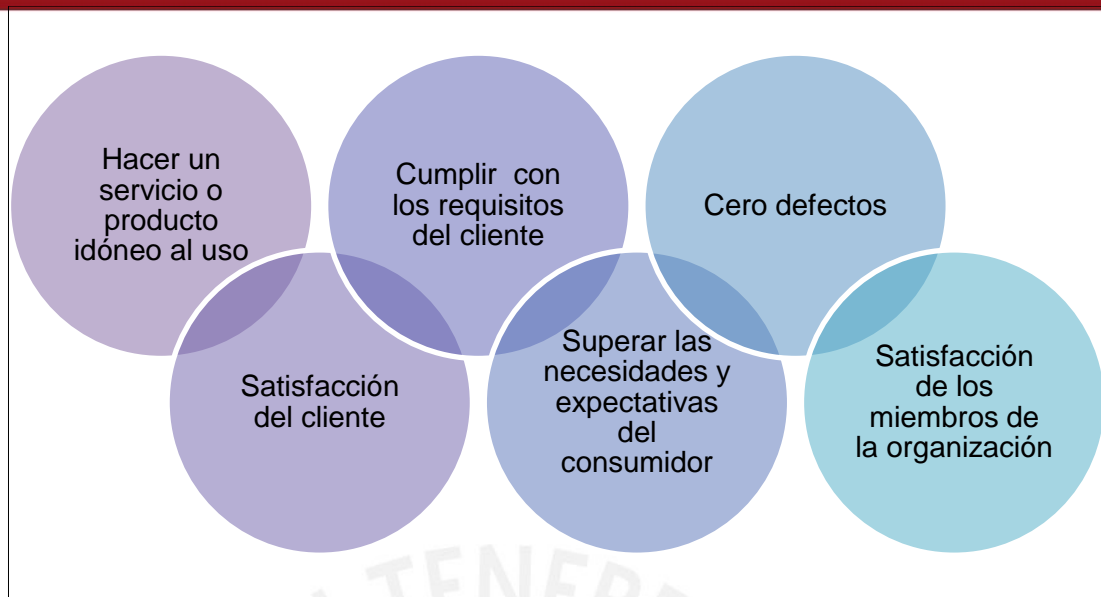 Hacer un
servicio o
producto
idóneo al uso
Satisfacción
del cliente
Cumplir con
los requisitos
del cliente
Superar las
necesidades y
expectativas
del
consumidor
Cero defectos
Satisfacción
de los
miembros de
la organización